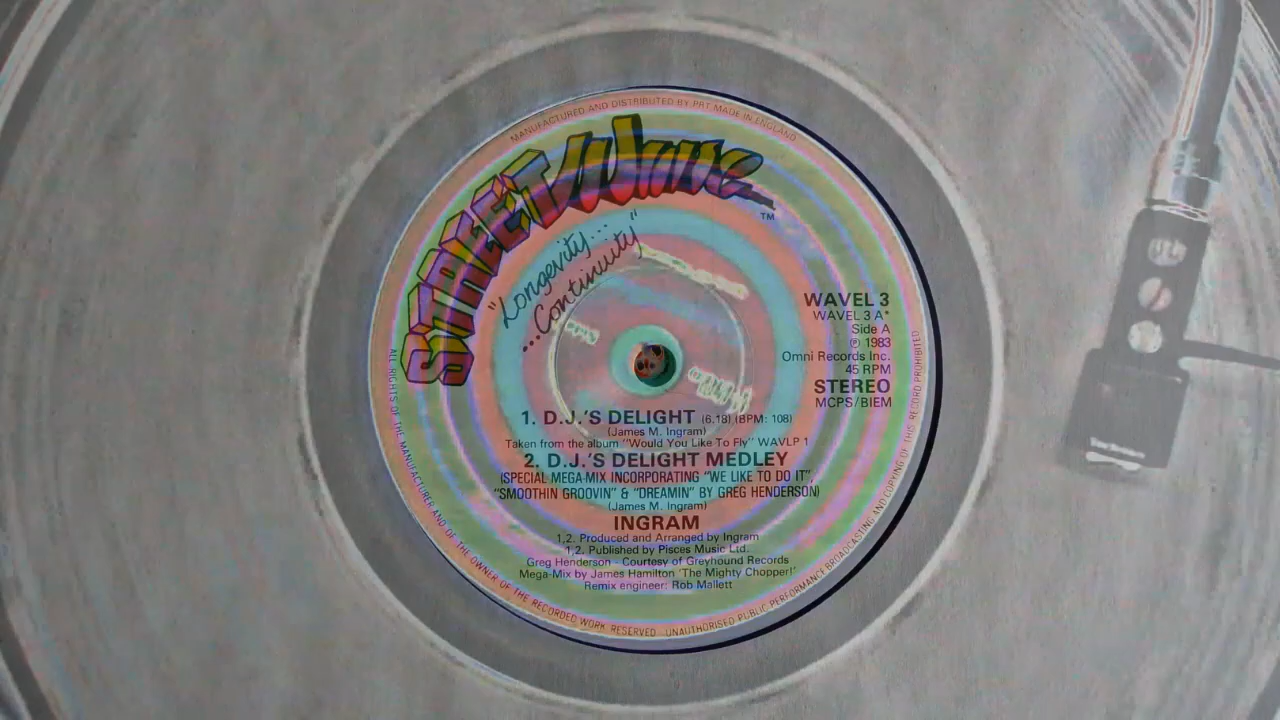 MANUFACTURED AND DISTRIBUTED BY PRT MADE IN ENGLAND
STREETWave
TM
"Longevity...
...Continuity"
WAVEL 3
WAVEL 3 A*
Side A
℗ 1983
Omni Records Inc.
45 RPM
STEREO
MCPS/BIEM
1. D.J.'S DELIGHT (6.18) (BPM: 108)
(James M. Ingram)
Taken from the album "Would You Like To Fly" WAVLP 1
2. D.J.'S DELIGHT MEDLEY
(SPECIAL MEGA-MIX INCORPORATING "WE LIKE TO DO IT",
"SMOOTHIN GROOVIN" & "DREAMIN" BY GREG HENDERSON)
(James M. Ingram)
INGRAM
1,2. Produced and Arranged by Ingram
1,2. Published by Pisces Music Ltd.
Greg Henderson - Courtesy of Greyhound Records
Mega-Mix by James Hamilton 'The Mighty Chopper!'
Remix engineer: Rob Mallett
ALL RIGHTS OF THE MANUFACTURER AND OF THE OWNER OF THE RECORDED WORK RESERVED UNAUTHORISED PUBLIC PERFORMANCE BROADCASTING AND COPYING OF THIS RECORD PROHIBITED